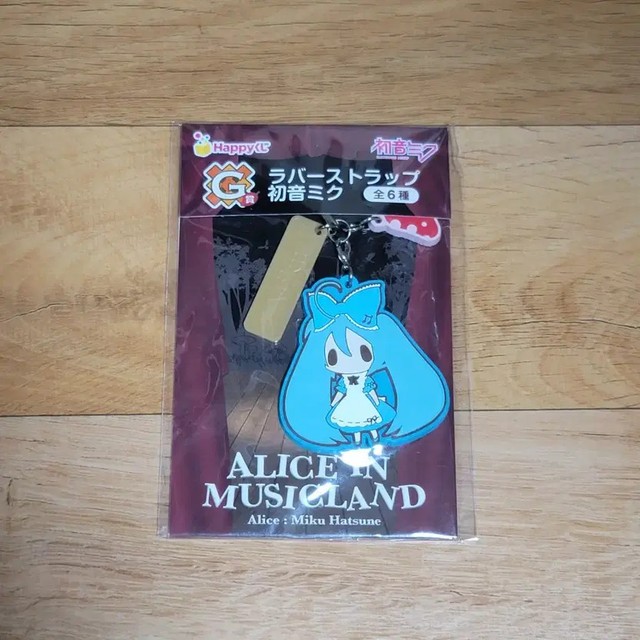 Happyくじ
初音ミク
G賞
ラバーストラップ
初音ミク
全6種
ALICE IN
MUSICLAND
Alice : Miku Hatsune